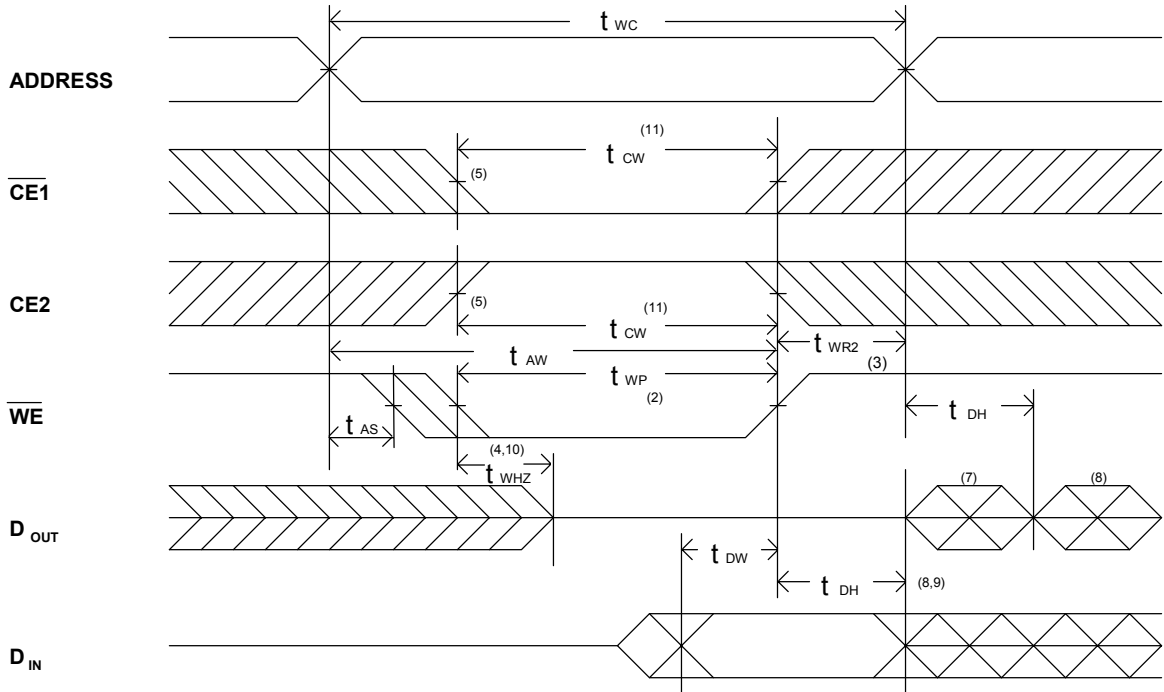 t WC
ADDRESS
(11)
t CW
CE1
(5)
CE2
(5)
(11)
t CW
t WR2
t AW
t WP
(3)
(2)
WE
t DH
t AS
(4,10)
t WHZ
(7)
(8)
D OUT
t DW
t DH
(8,9)
D IN